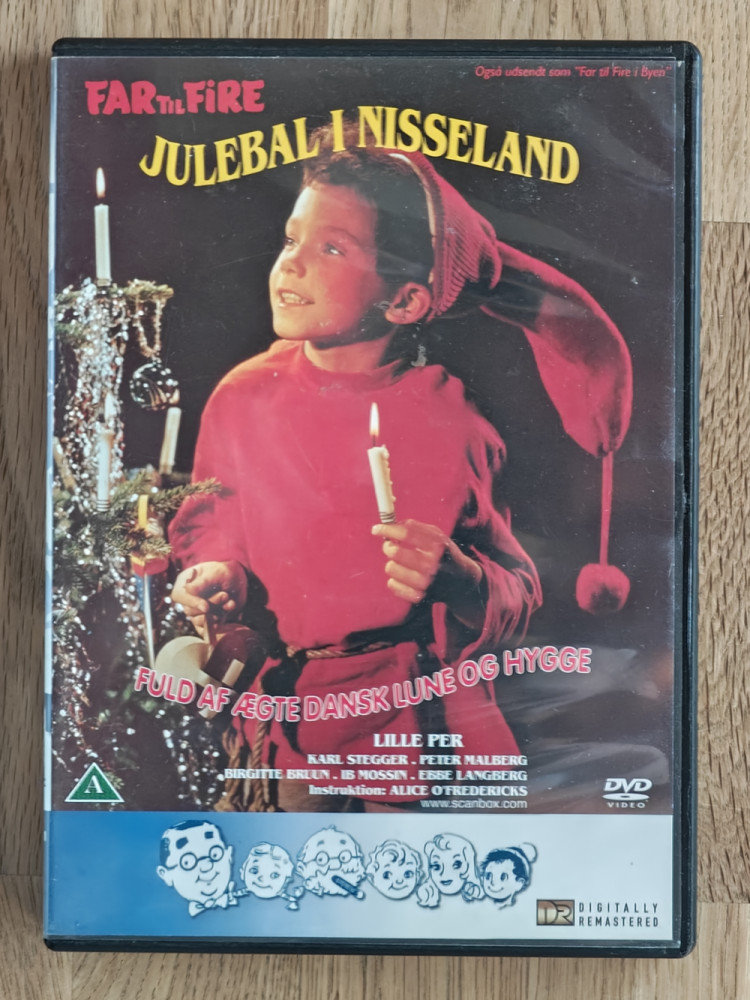 Også udsendt som "Far til Fire i Byen"
FAR TIL FiRE
JULEBAL I NISSELAND
FULD AF ÆGTE DANSK LUNE OG HYGGE
LILLE PER
KARL STEGGER . PETER MALBERG
BIRGITTE BRUUN . IB MOSSIN . EBBE LANGBERG
Instruktion: ALICE O'FREDERICKS
www.scanbox.com
A
DVD
VIDEO
DR DIGITALLY
REMASTERED